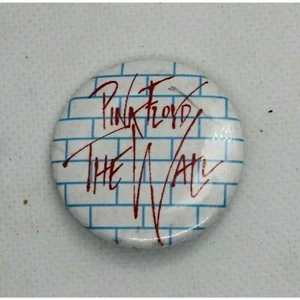 PINK FLOYD
THE WALL